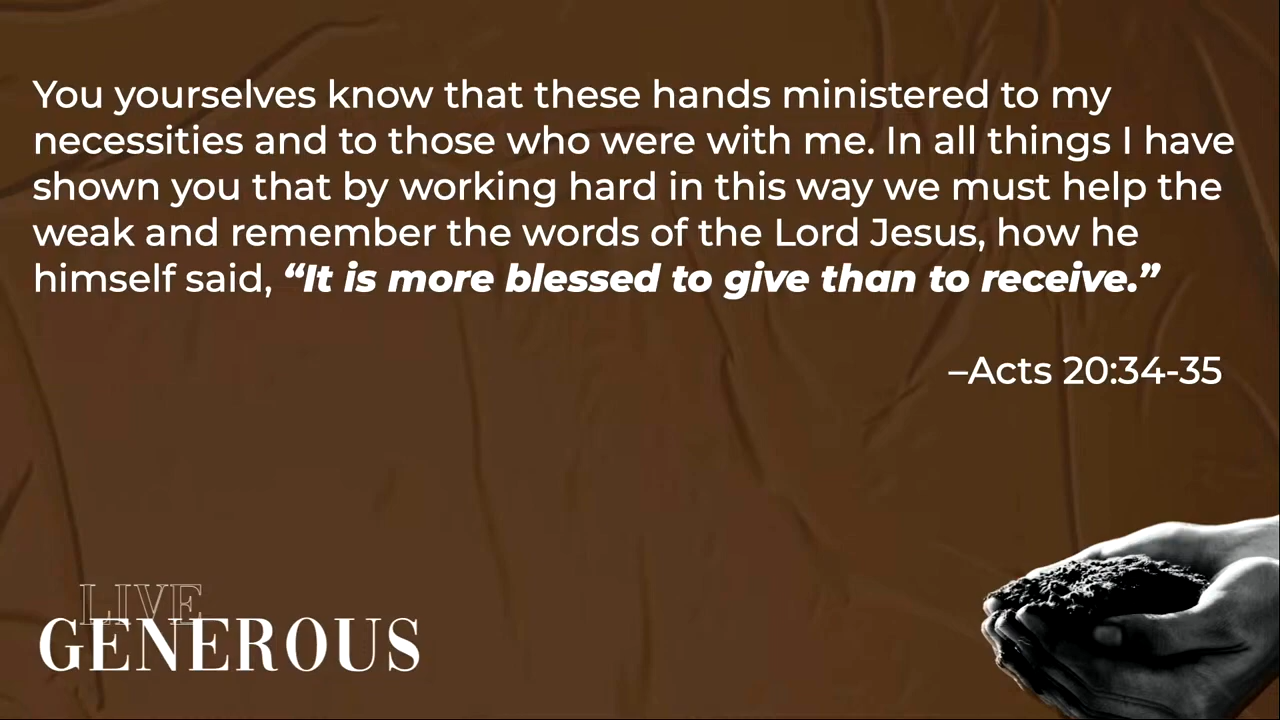 You yourselves know that these hands ministered to my
necessities and to those who were with me. In all things I have
shown you that by working hard in this way we must help the
weak and remember the words of the Lord Jesus, how he
himself said, “It is more blessed to give than to receive.”
–Acts 20:34-35
LIVE
GENEROUS